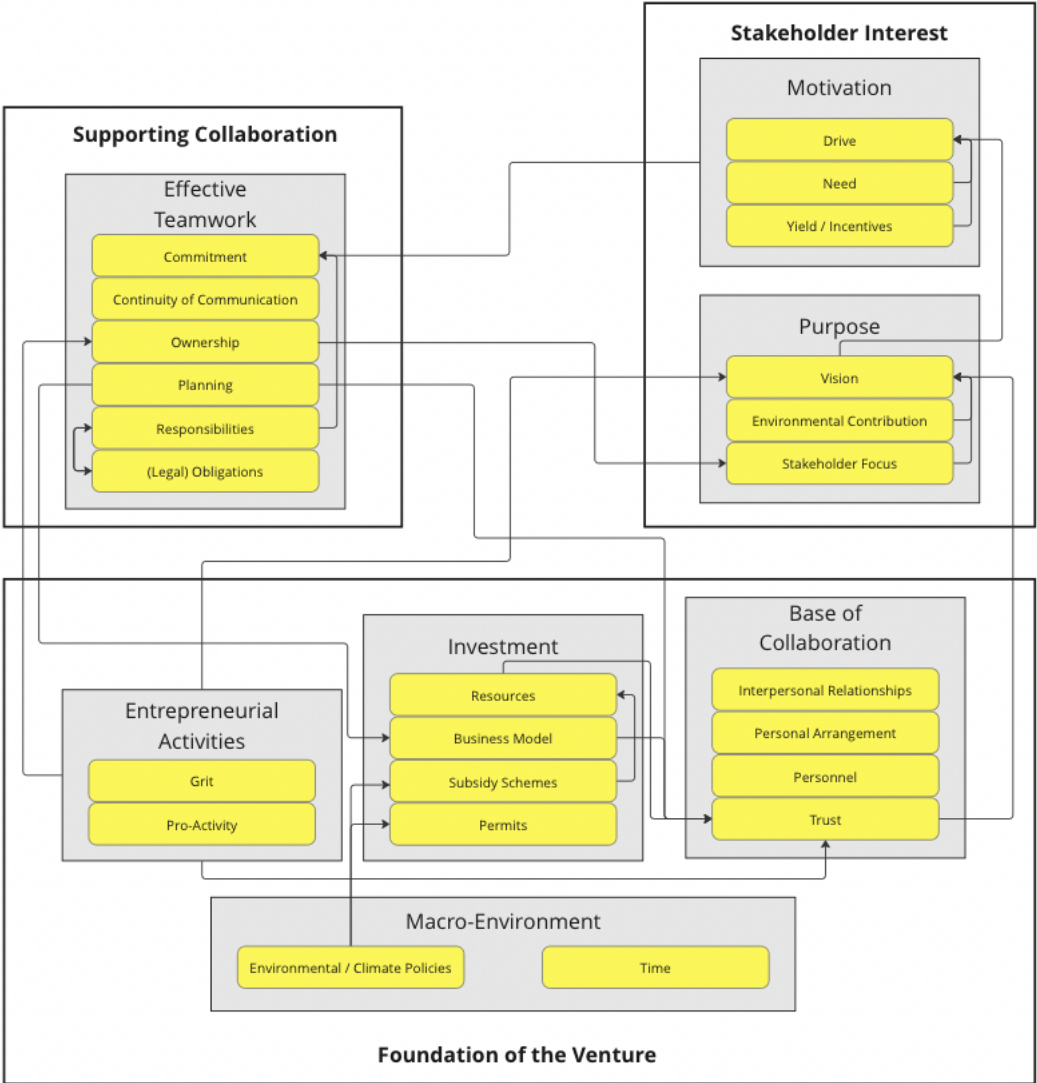 Stakeholder Interest
Motivation
Drive
Need
Yield / Incentives
Purpose
Vision
Environmental Contribution
Stakeholder Focus
Supporting Collaboration
Effective
Teamwork
Commitment
Continuity of Communication
Ownership
Planning
Responsibilities
(Legal) Obligations
Entrepreneurial
Activities
Grit
Pro-Activity
Investment
Resources
Business Model
Subsidy Schemes
Permits
Base of
Collaboration
Interpersonal Relationships
Personal Arrangement
Personnel
Trust
Macro-Environment
Environmental / Climate Policies
Time
Foundation of the Venture